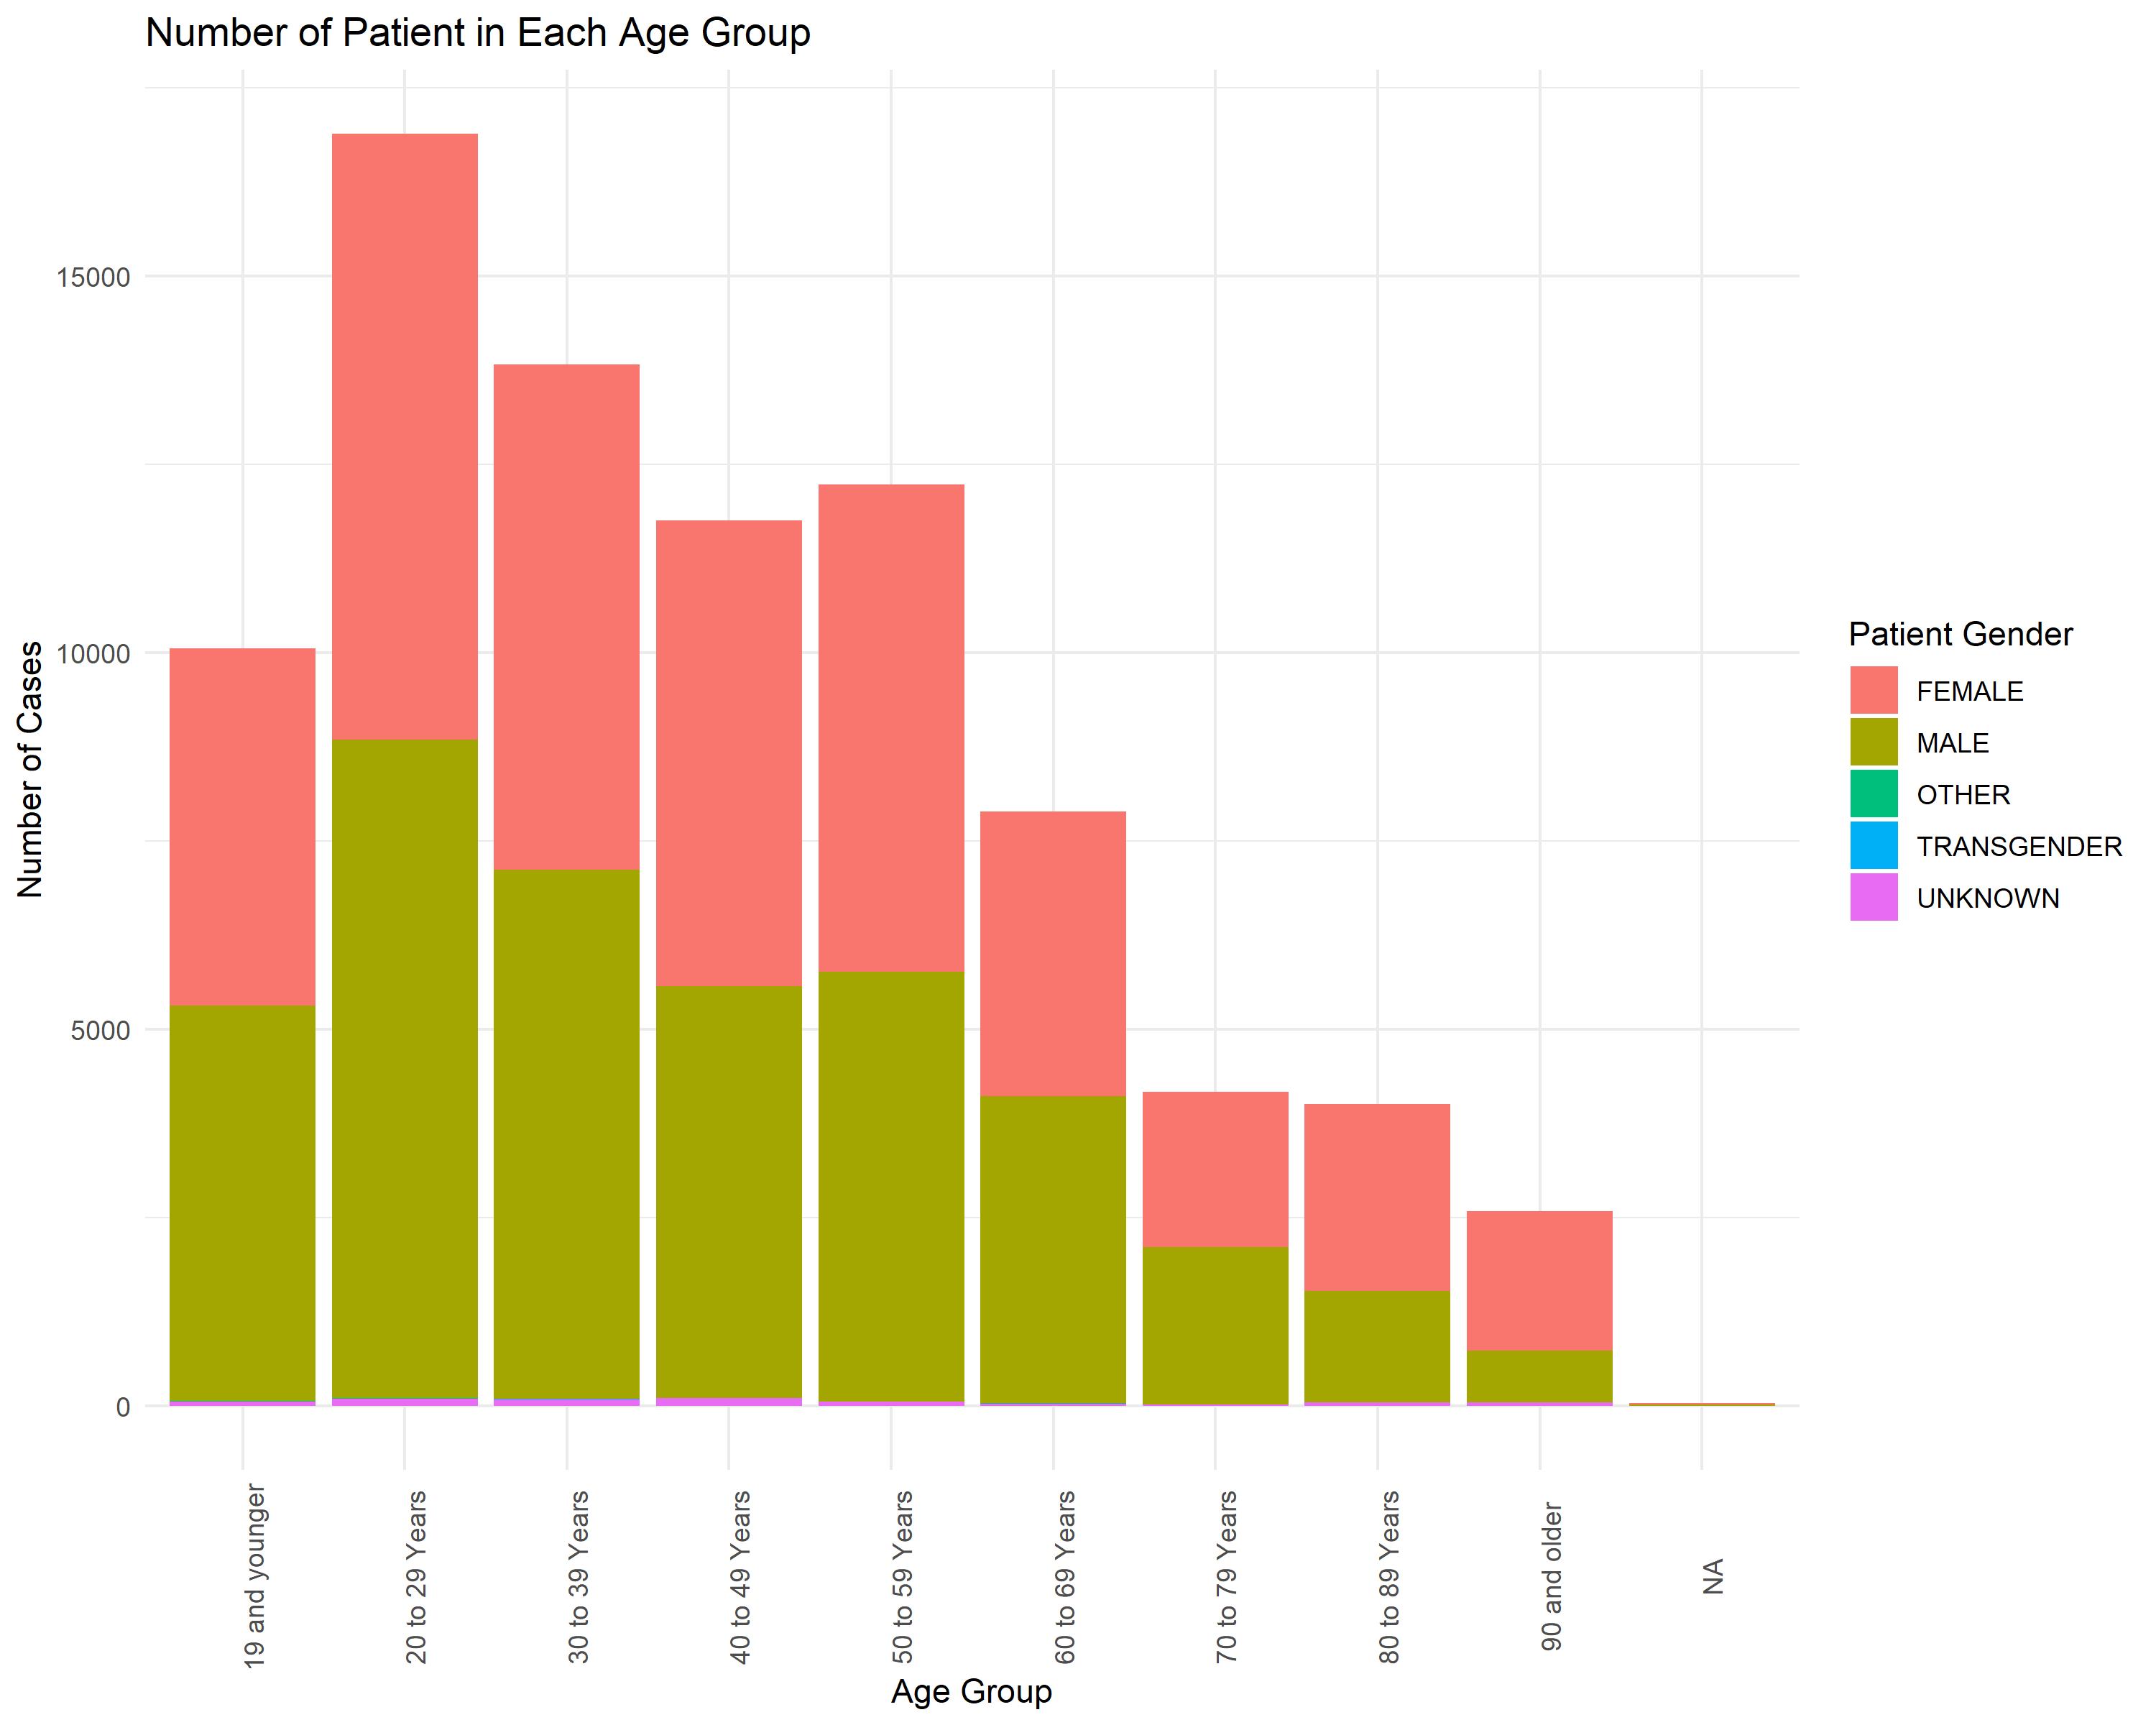 Number of Patient in Each Age Group
Number of Cases
15000
10000
5000
0
19 and younger
20 to 29 Years
30 to 39 Years
40 to 49 Years
50 to 59 Years
60 to 69 Years
70 to 79 Years
80 to 89 Years
90 and older
NA
Age Group
Patient Gender
FEMALE
MALE
OTHER
TRANSGENDER
UNKNOWN